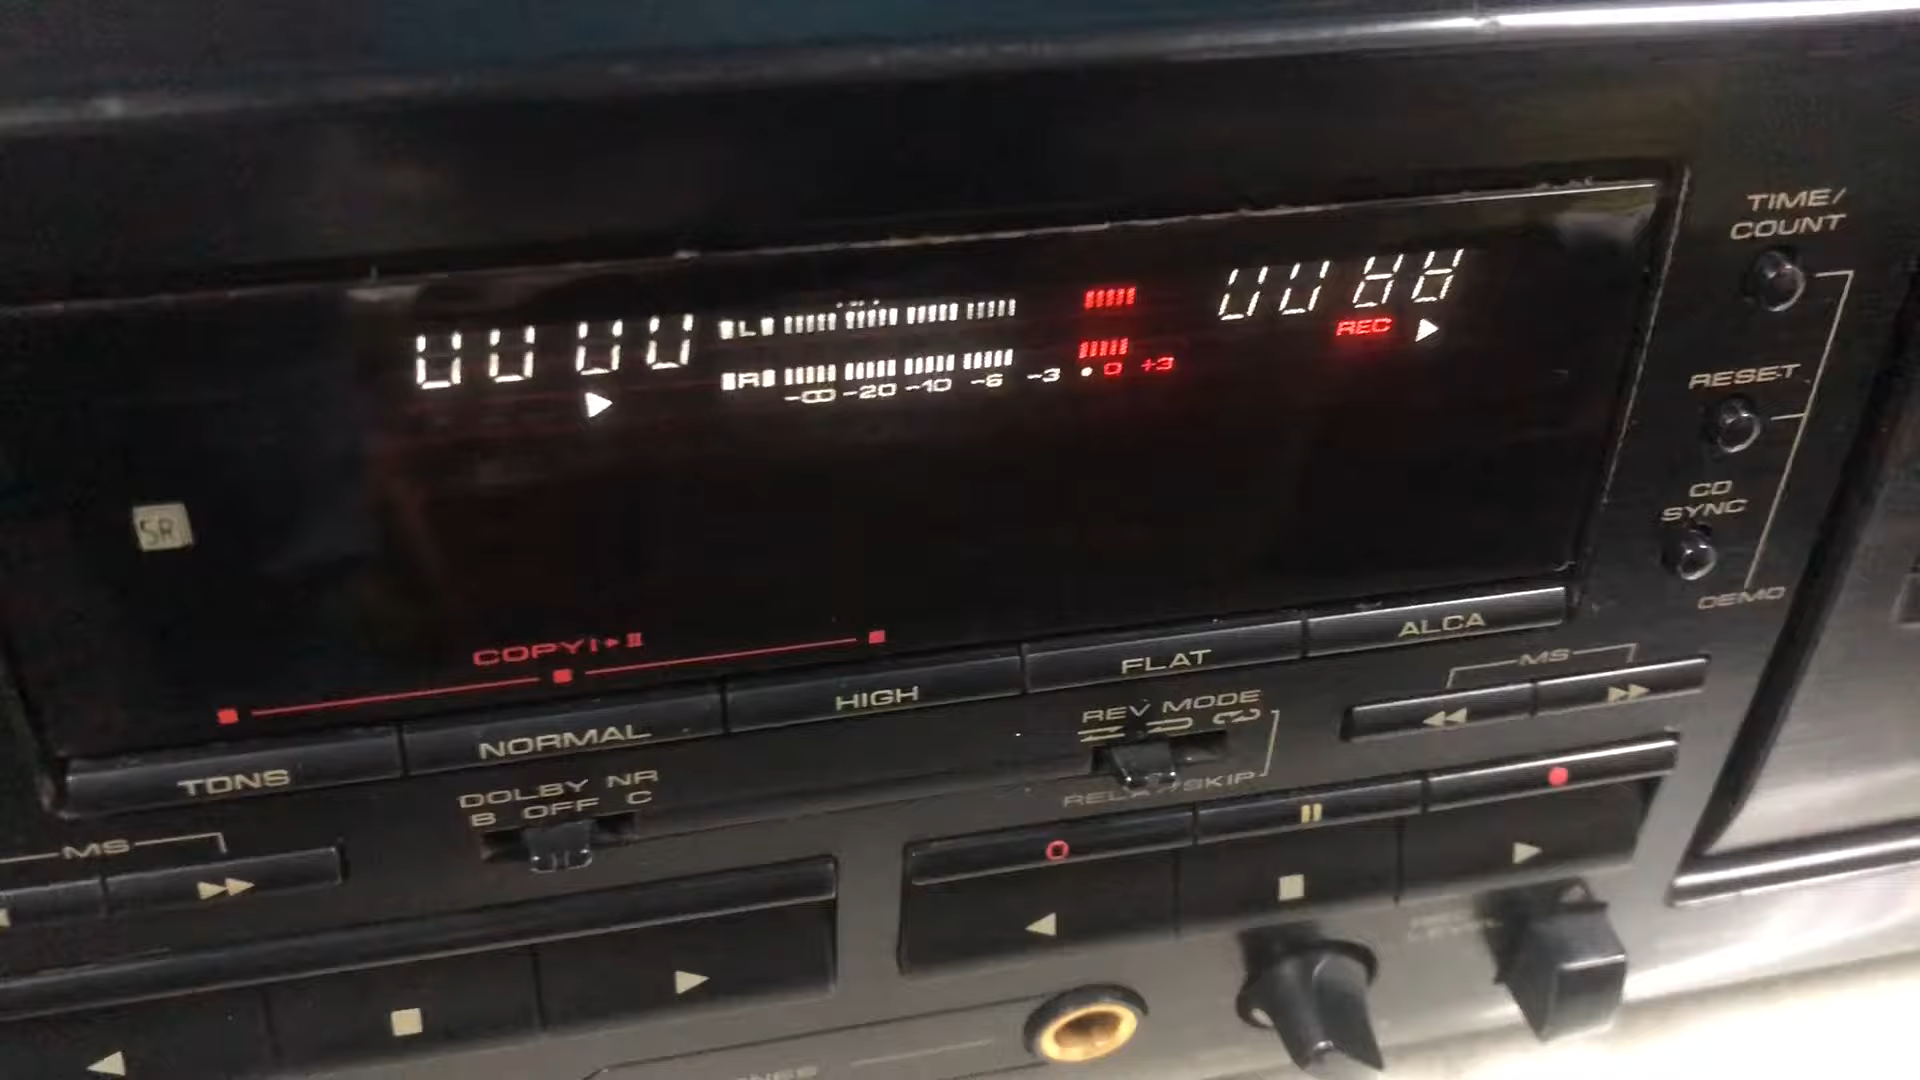 TIME/
COUNT
L
R
-∞ -20 -10 -6 -3 • 0 +3
REC
RESET
CD
SYNC
DEMO
SR
COPY I▸II
TDNS
NORMAL
HIGH
FLAT
ALCA
MS
REV MODE
RELAY/SKIP
DOLBY NR
B OFF C
MS
LEVEL